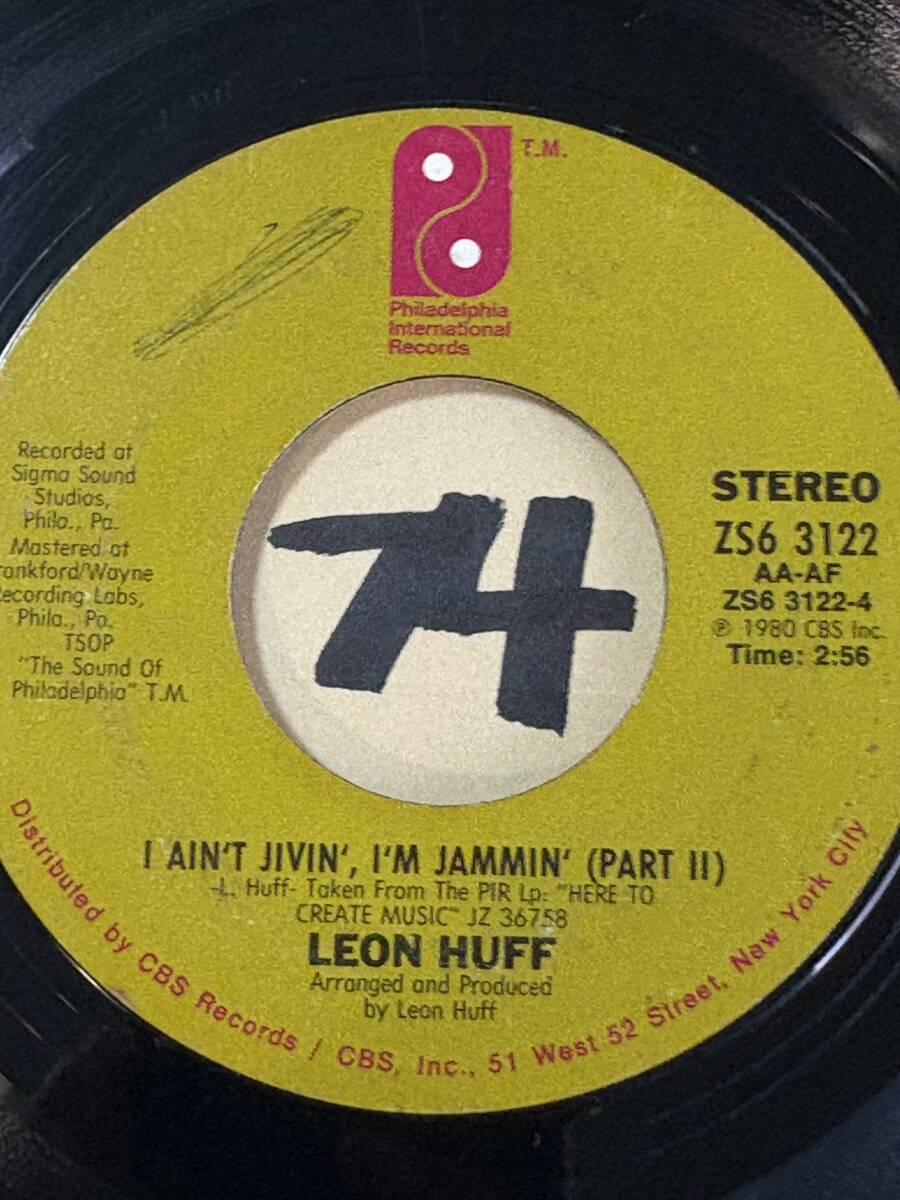 T.M.
Philadelphia
International
Records
Recorded at
Sigma Sound
Studios,
Phila., Pa.
Mastered at
rankford/Wayne
ecording Labs,
Phila., Pa.
TSOP
"The Sound Of
Philadelphia" T.M.
STEREO
ZS6 3122
AA-AF
ZS6 3122-4
℗ 1980 CBS Inc.
Time: 2:56
74
I AIN'T JIVIN', I'M JAMMIN' (PART II)
-L. Huff- Taken From The PIR Lp: "HERE TO
CREATE MUSIC" JZ 36758
LEON HUFF
Arranged and Produced
by Leon Huff
Distributed by CBS Records / CBS, Inc., 51 West 52 Street, New York City